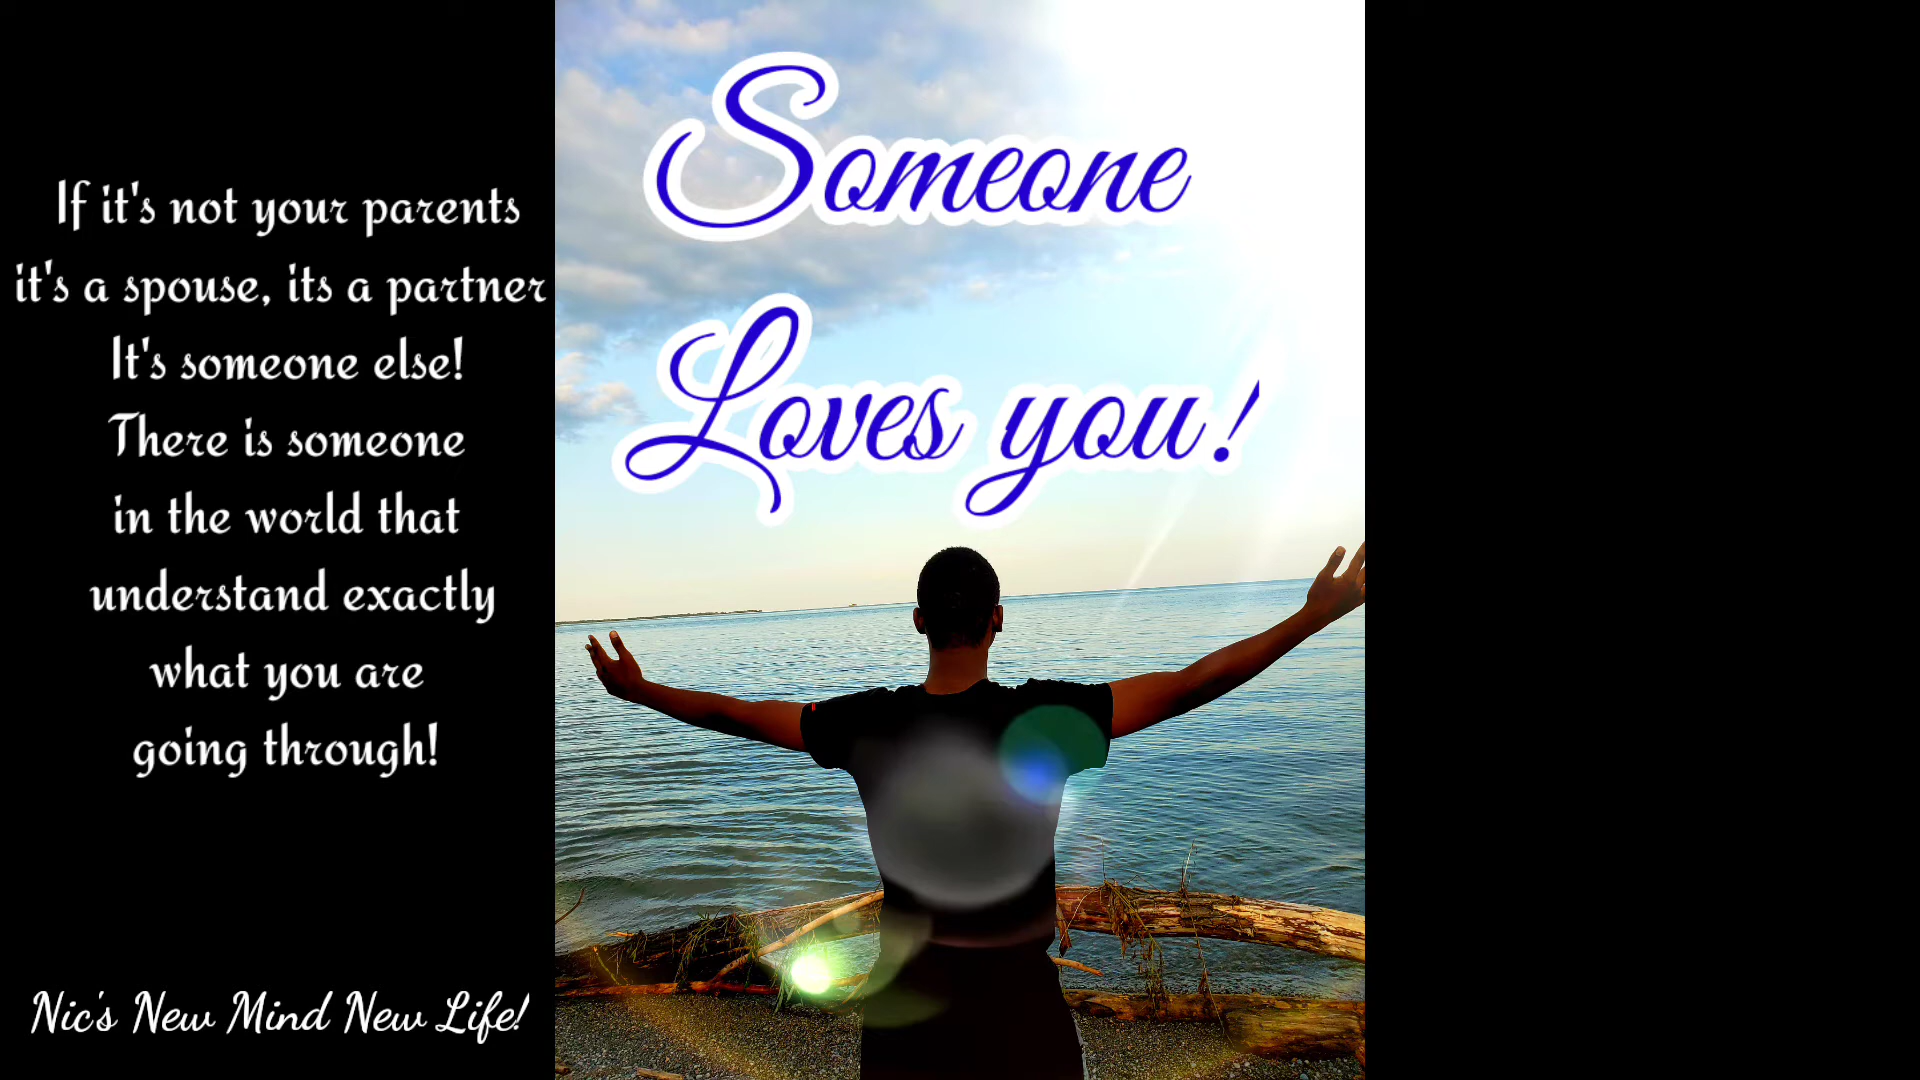 If it's not your parents
it's a spouse, its a partner
It's someone else!
There is someone
in the world that
understand exactly
what you are
going through!
Nic's New Mind New Life!
Someone
Loves you!